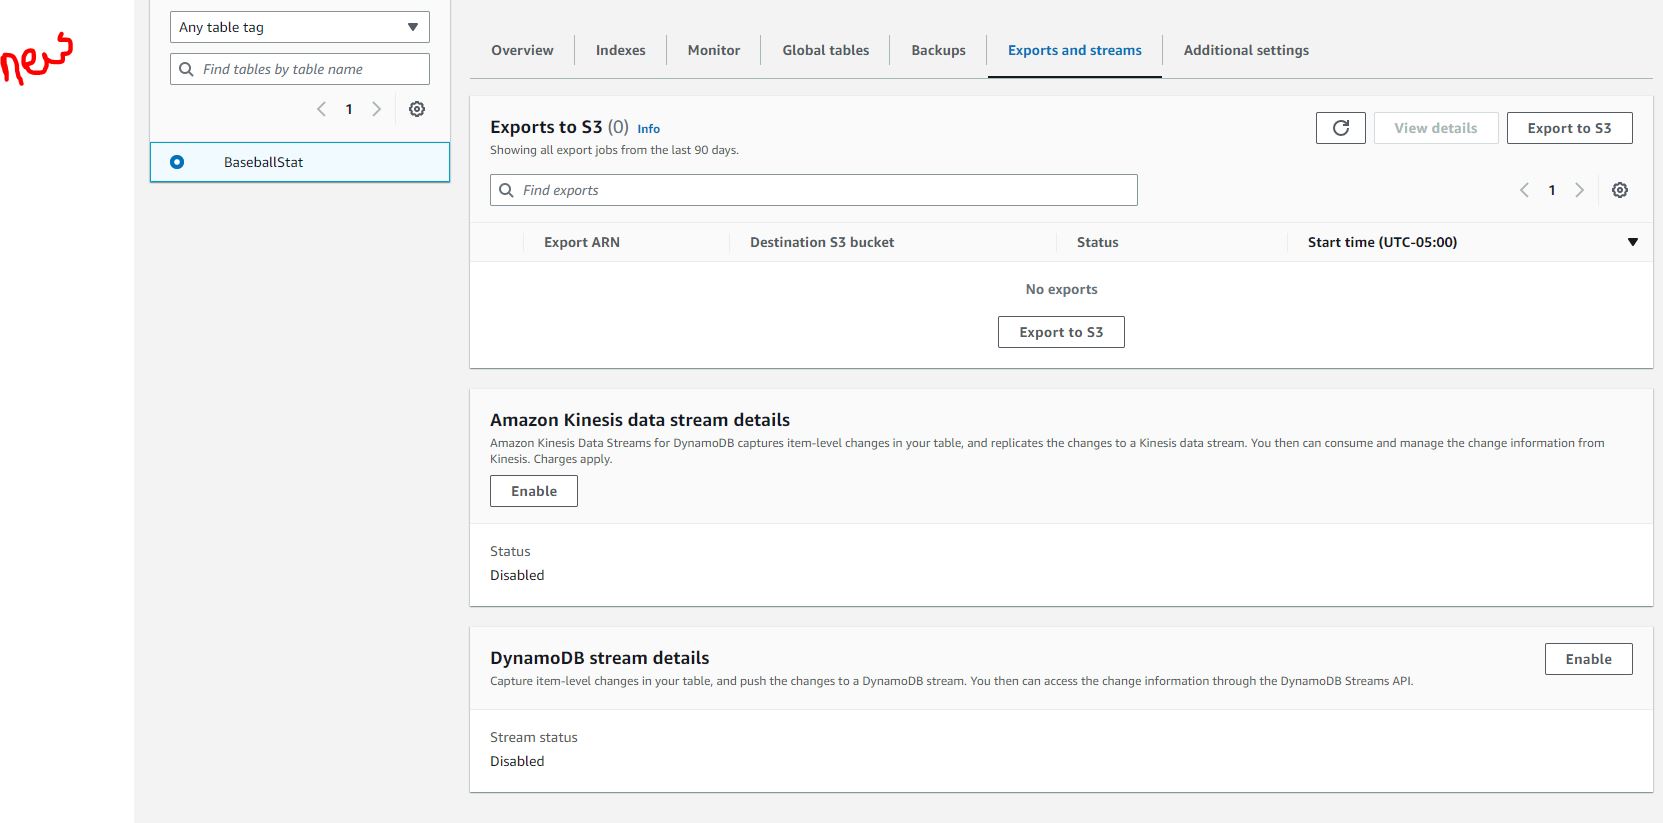 new
Any table tag
Find tables by table name
1
BaseballStat
Overview
Indexes
Monitor
Global tables
Backups
Exports and streams
Additional settings
Exports to S3 (0) Info
Showing all export jobs from the last 90 days.
View details
Export to S3
Find exports
1
Export ARN
Destination S3 bucket
Status
Start time (UTC-05:00)
No exports
Export to S3
Amazon Kinesis data stream details
Amazon Kinesis Data Streams for DynamoDB captures item-level changes in your table, and replicates the changes to a Kinesis data stream. You then can consume and manage the change information from
Kinesis. Charges apply.
Enable
Status
Disabled
DynamoDB stream details
Enable
Capture item-level changes in your table, and push the changes to a DynamoDB stream. You then can access the change information through the DynamoDB Streams API.
Stream status
Disabled